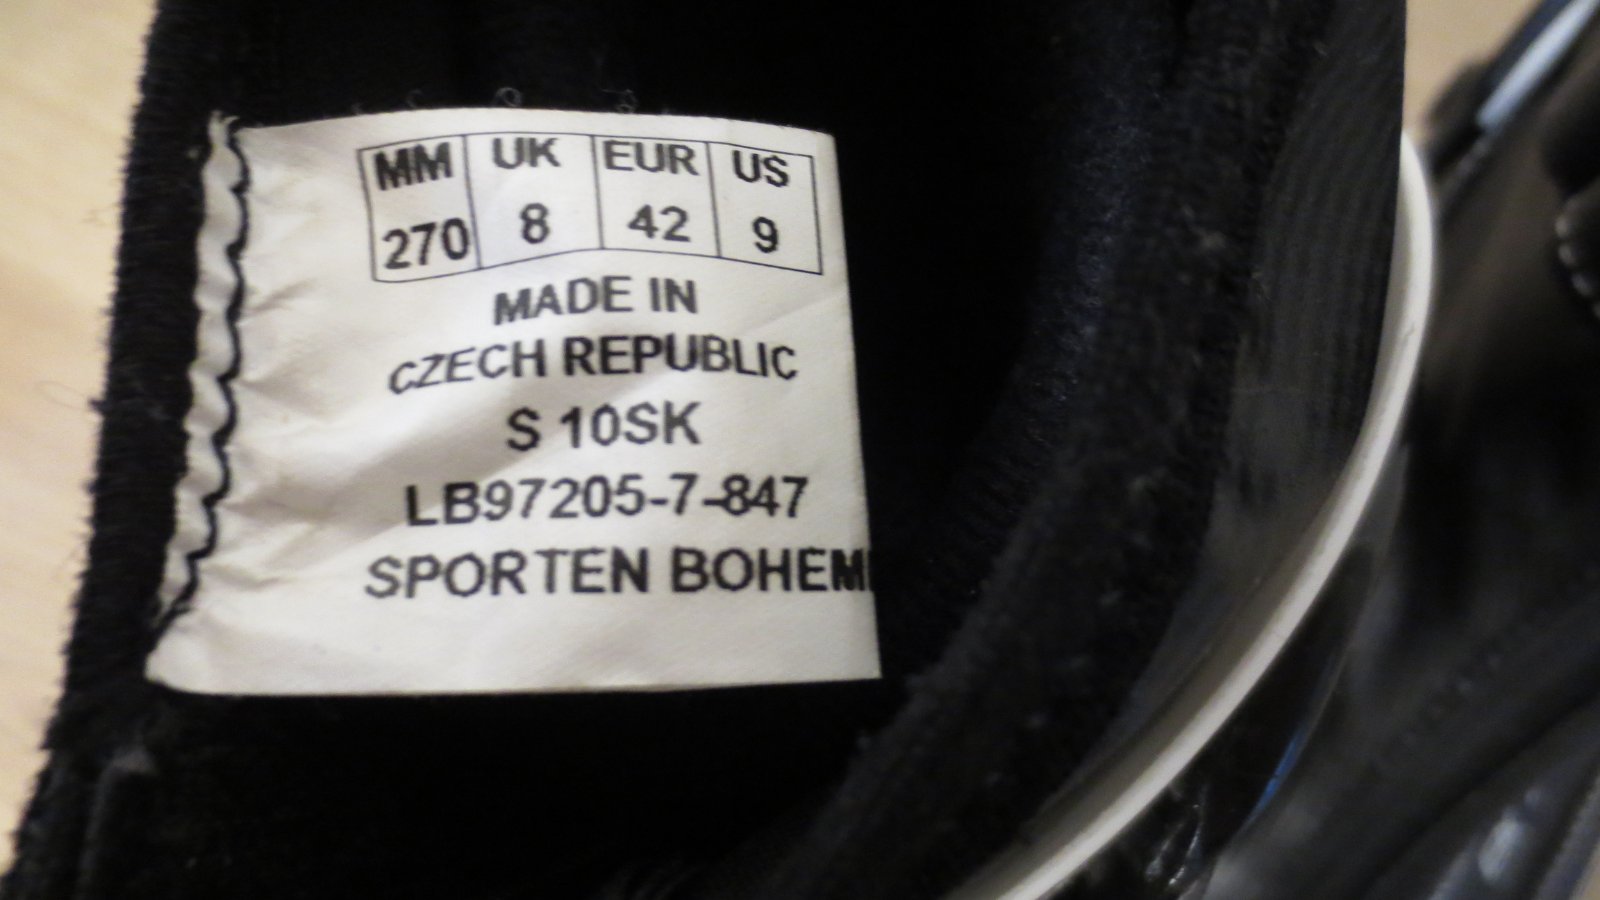 MM UK EUR US
270 8 42 9
MADE IN
CZECH REPUBLIC
S 10SK
LB97205-7-847
SPORTEN BOHEM